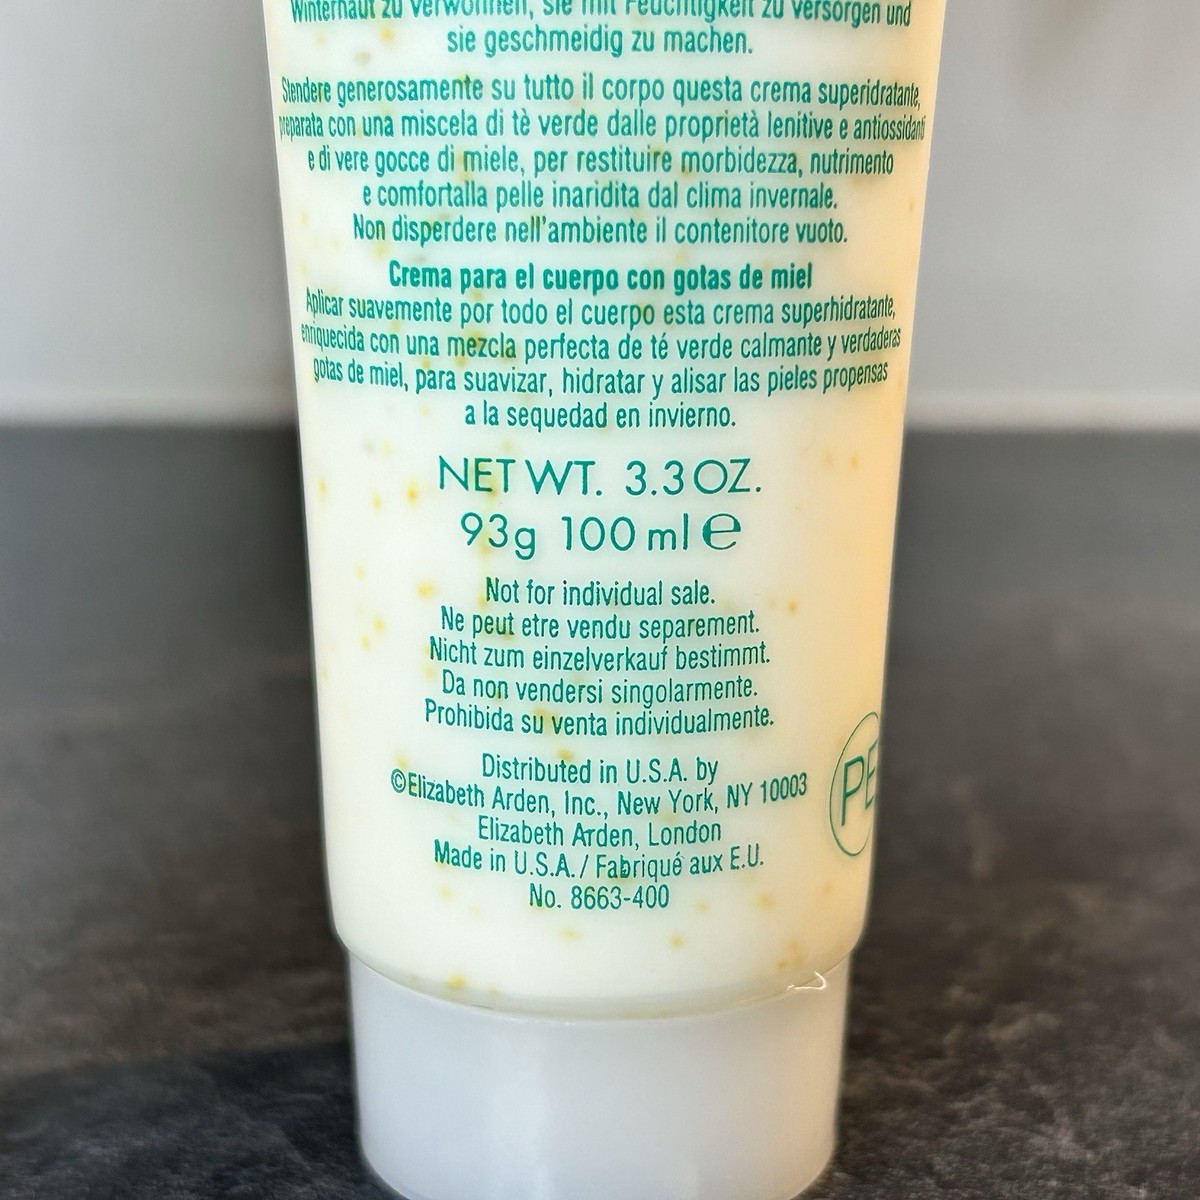 Winterhaut zu verwöhnen, sie mit Feuchtigkeit zu versorgen und
sie geschmeidig zu machen.
Stendere generosamente su tutto il corpo questa crema superidratante,
preparata con una miscela di tè verde dalle proprietà lenitive e antiossidanti
e di vere gocce di miele, per restituire morbidezza, nutrimento
e comfortalla pelle inaridita dal clima invernale.
Non disperdere nell'ambiente il contenitore vuoto.
Crema para el cuerpo con gotas de miel
Aplicar suavemente por todo el cuerpo esta crema superhidratante,
enriquecida con una mezcla perfecta de té verde calmante y verdaderas
gotas de miel, para suavizar, hidratar y alisar las pieles propensas
a la sequedad en invierno.
NET WT. 3.3 OZ.
93g 100 ml ℮
Not for individual sale.
Ne peut etre vendu separement.
Nicht zum einzelverkauf bestimmt.
Da non vendersi singolarmente.
Prohibida su venta individualmente.
Distributed in U.S.A. by
©Elizabeth Arden, Inc., New York, NY 10003
Elizabeth Arden, London
Made in U.S.A. / Fabriqué aux E.U.
No. 8663-400
PE